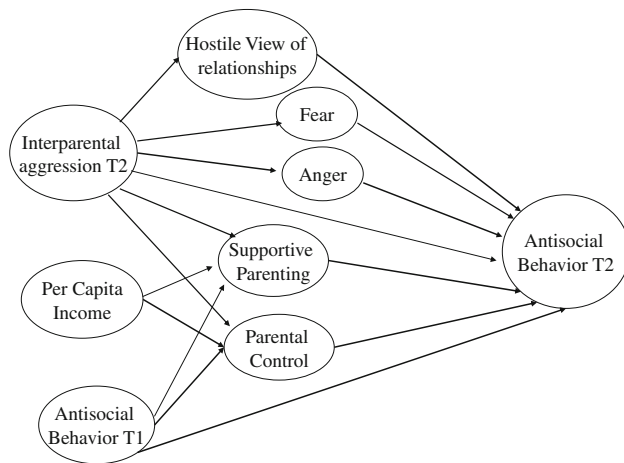 Hostile View of
relationships
Fear
Interparental
aggression T2
Anger
Antisocial
Behavior T2
Supportive
Parenting
Per Capita
Income
Parental
Control
Antisocial
Behavior T1